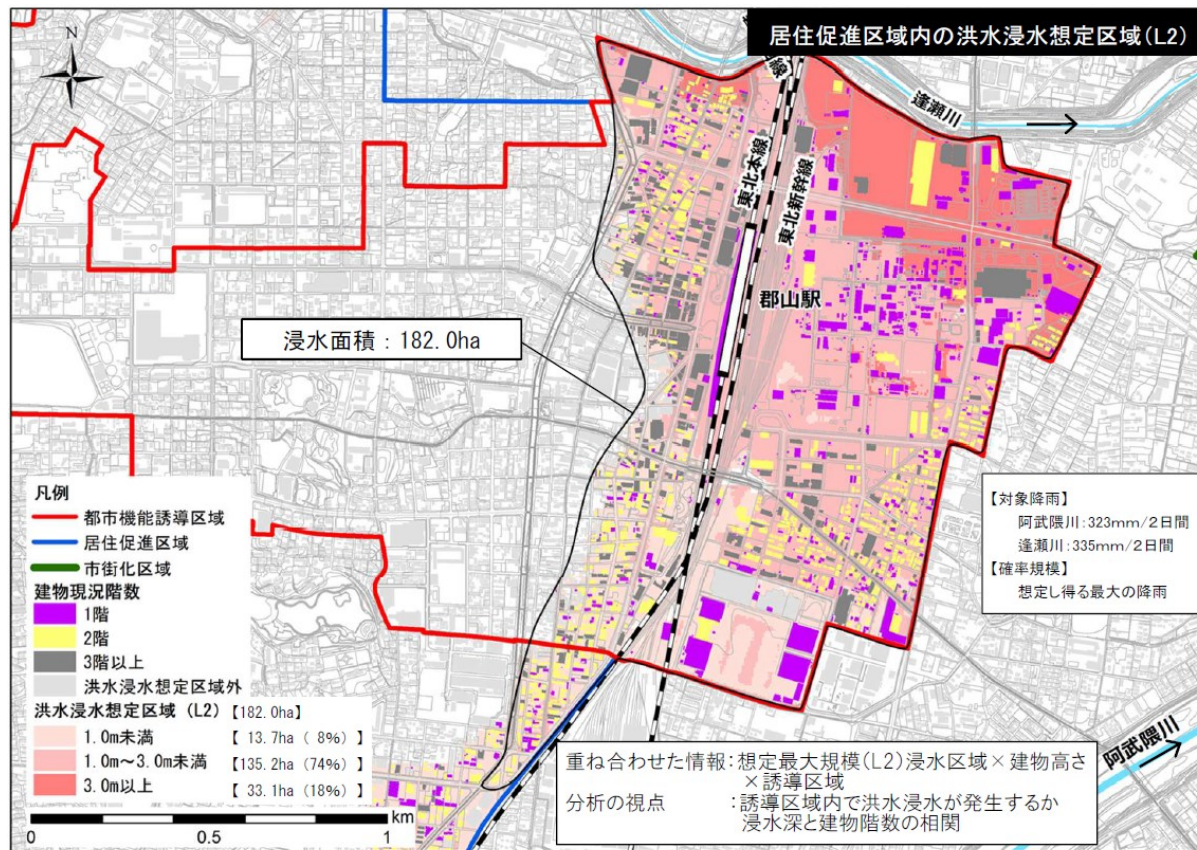 居住促進区域内の洪水浸水想定区域(L2)
N
逢瀬川
東北本線
東北新幹線
郡山駅
浸水面積：182.0ha
凡例
都市機能誘導区域
居住促進区域
市街化区域
建物現況階数
1階
2階
3階以上
洪水浸水想定区域外
洪水浸水想定区域（L2）【182.0ha】
1.0m未満 【 13.7ha（ 8%）】
1.0m～3.0m未満 【135.2ha（74%）】
3.0m以上 【 33.1ha（18%）】
km
0 0.5 1
【対象降雨】
阿武隈川：323mm/2日間
逢瀬川：335mm/2日間
【確率規模】
想定し得る最大の降雨
阿武隈川
重ね合わせた情報：想定最大規模(L2)浸水区域×建物高さ
×誘導区域
分析の視点 ：誘導区域内で洪水浸水が発生するか
浸水深と建物階数の相関